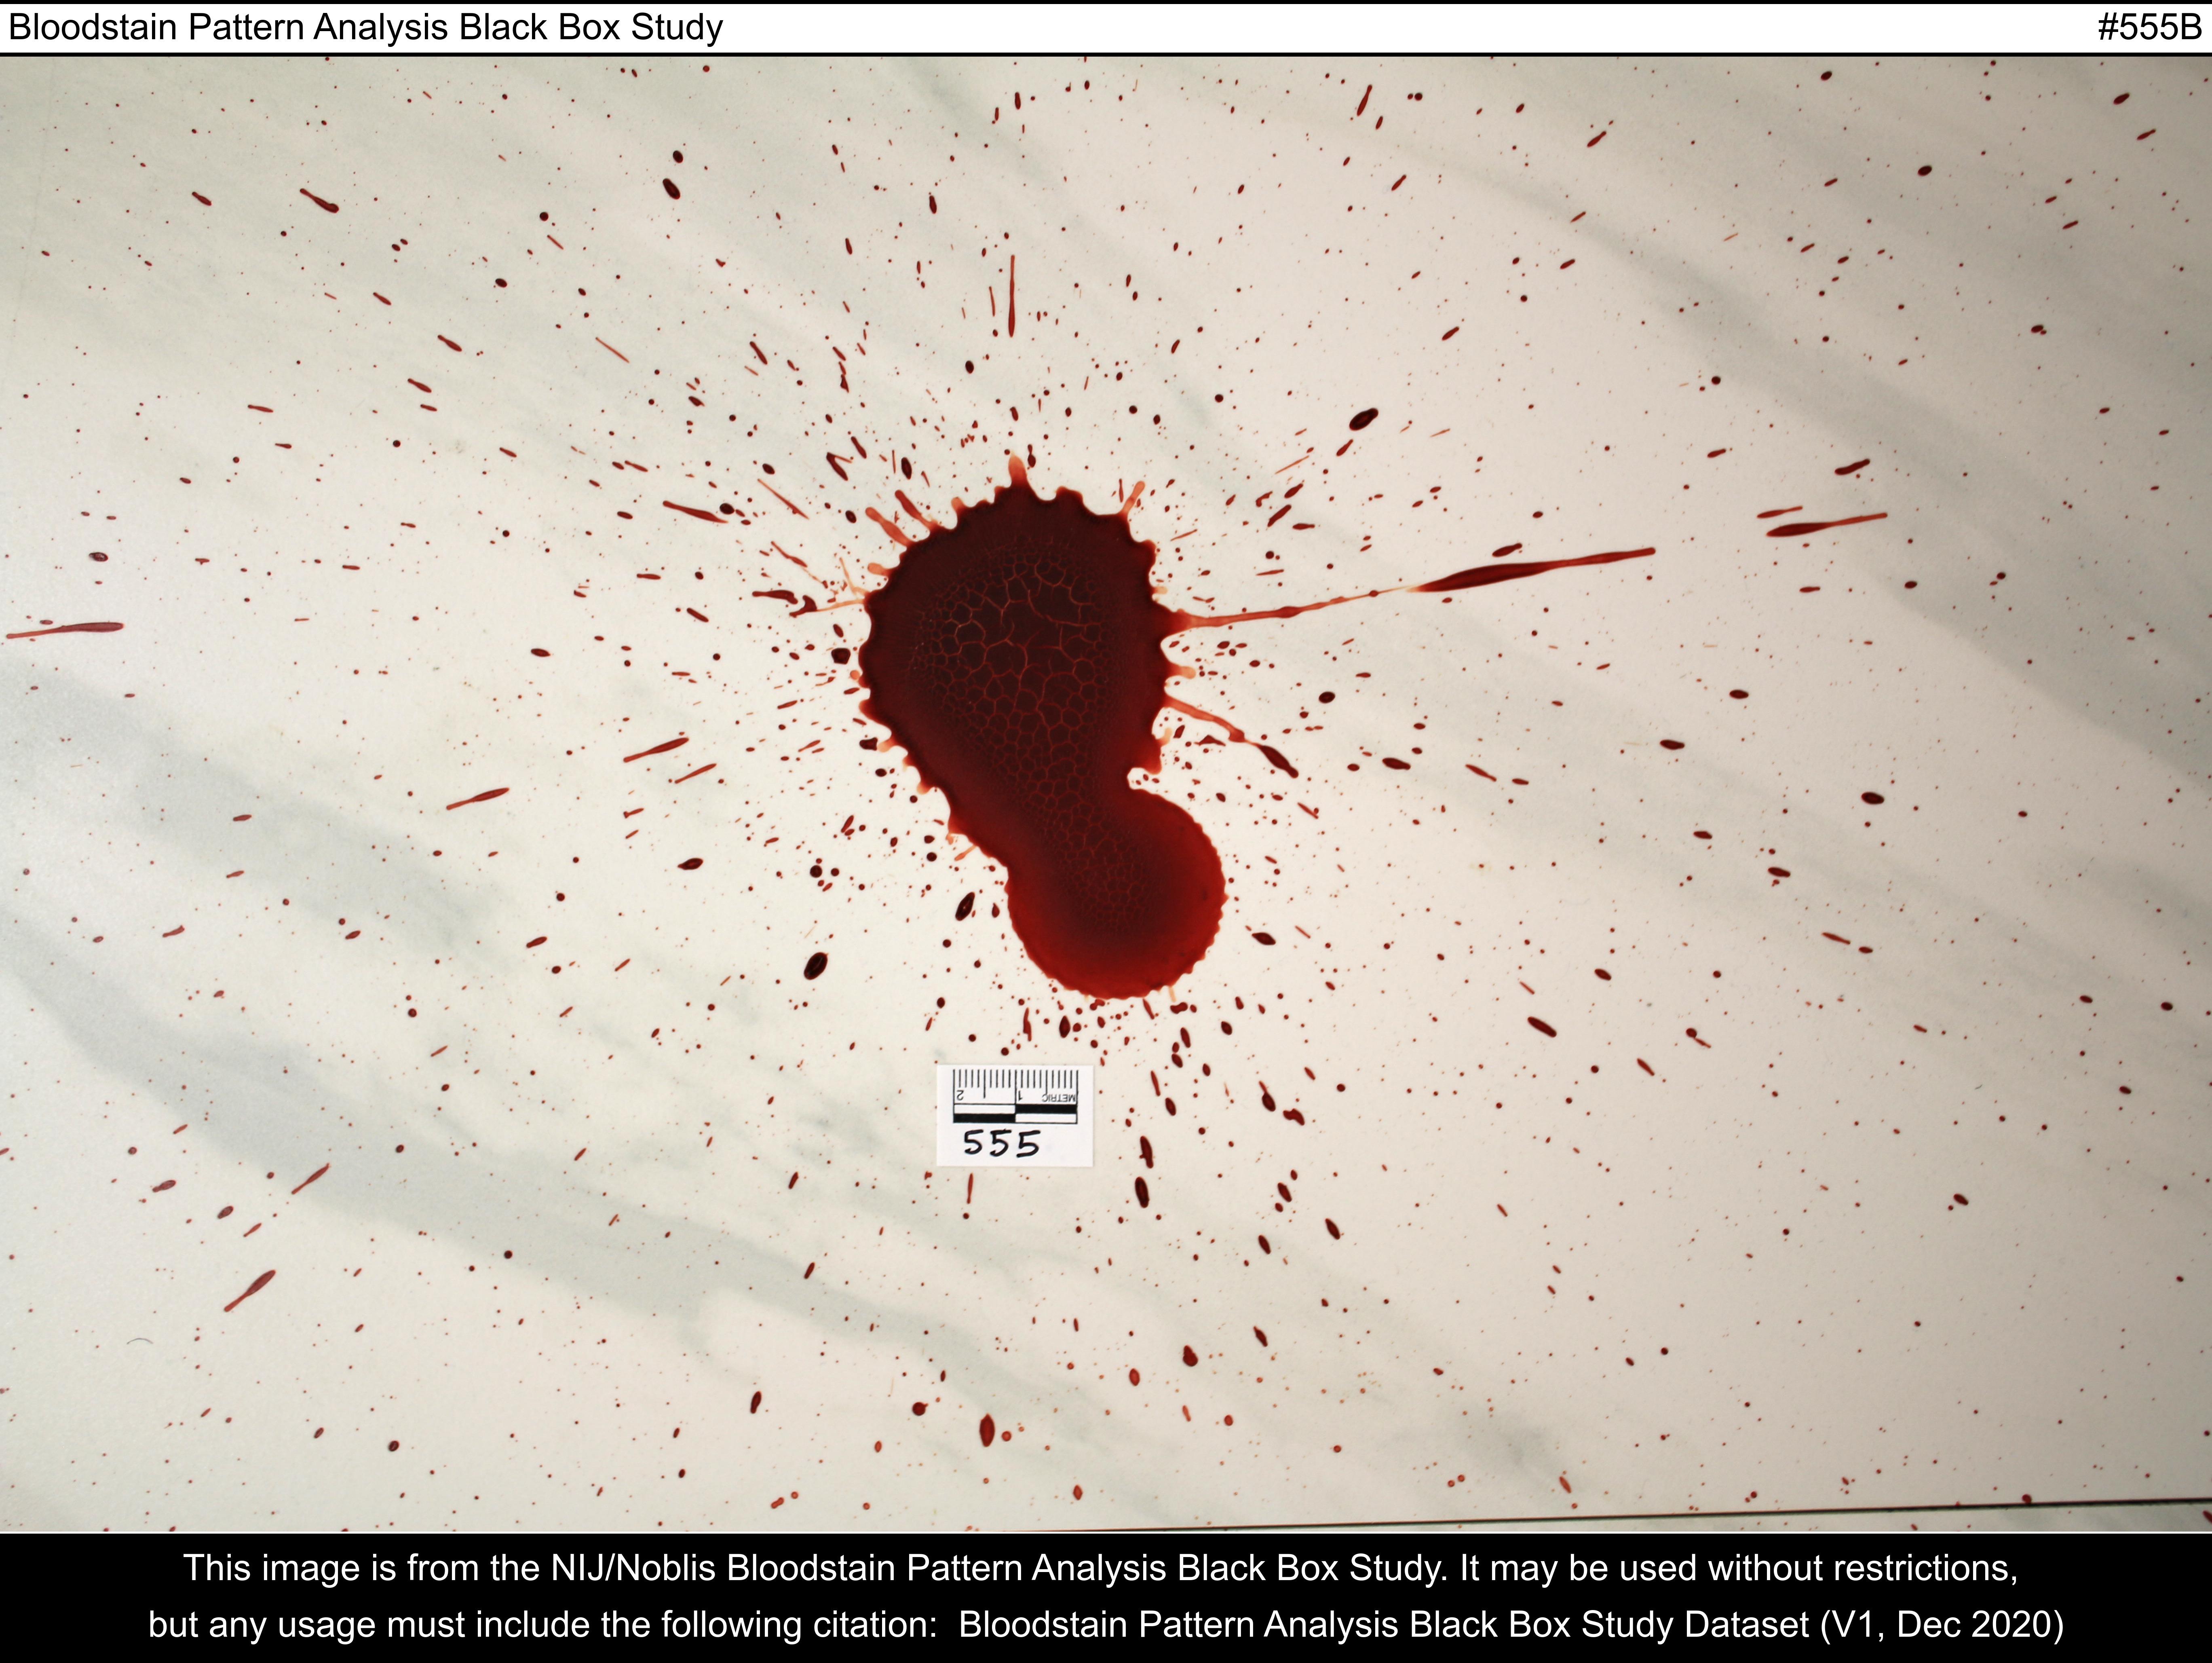 Bloodstain Pattern Analysis Black Box Study #555B
2 1 METRIC
555
This image is from the NIJ/Noblis Bloodstain Pattern Analysis Black Box Study. It may be used without restrictions,
but any usage must include the following citation:  Bloodstain Pattern Analysis Black Box Study Dataset (V1, Dec 2020)